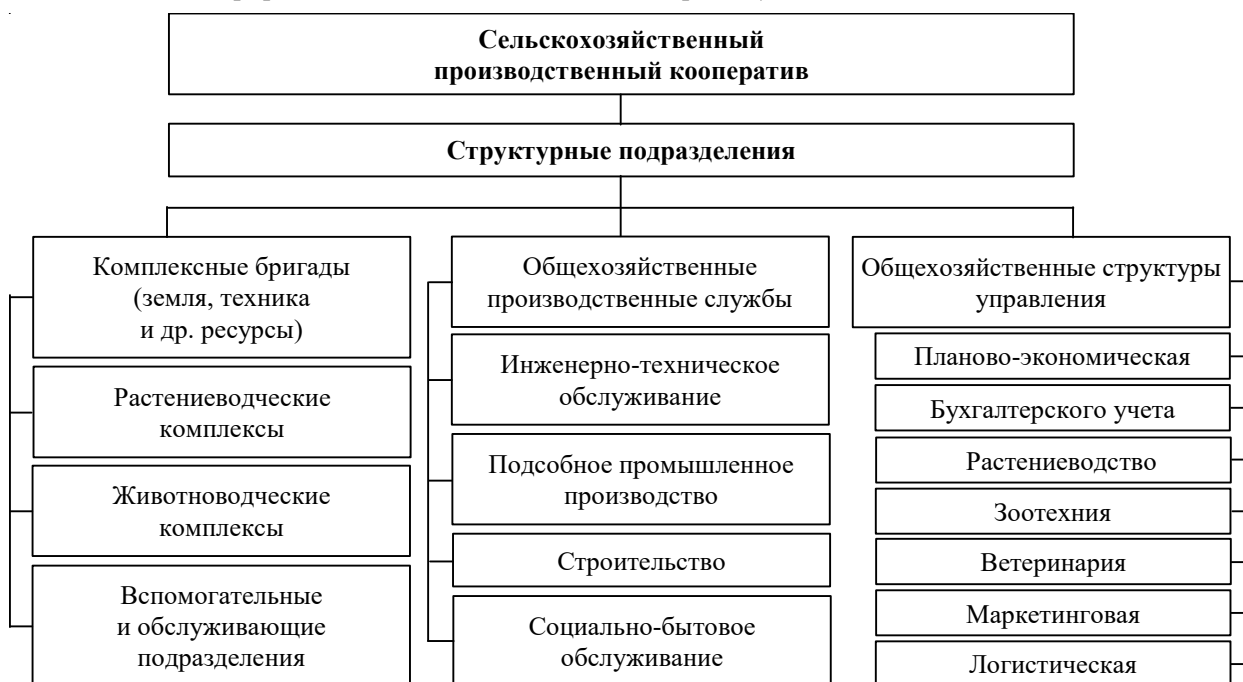 Сельскохозяйственный
производственный кооператив
Структурные подразделения
Комплексные бригады
(земля, техника
и др. ресурсы)
Растениеводческие
комплексы
Животноводческие
комплексы
Вспомогательные
и обслуживающие
подразделения
Общехозяйственные
производственные службы
Инженерно-техническое
обслуживание
Подсобное промышленное
производство
Строительство
Социально-бытовое
обслуживание
Общехозяйственные структуры
управления
Планово-экономическая
Бухгалтерского учета
Растениеводство
Зоотехния
Ветеринария
Маркетинговая
Логистическая